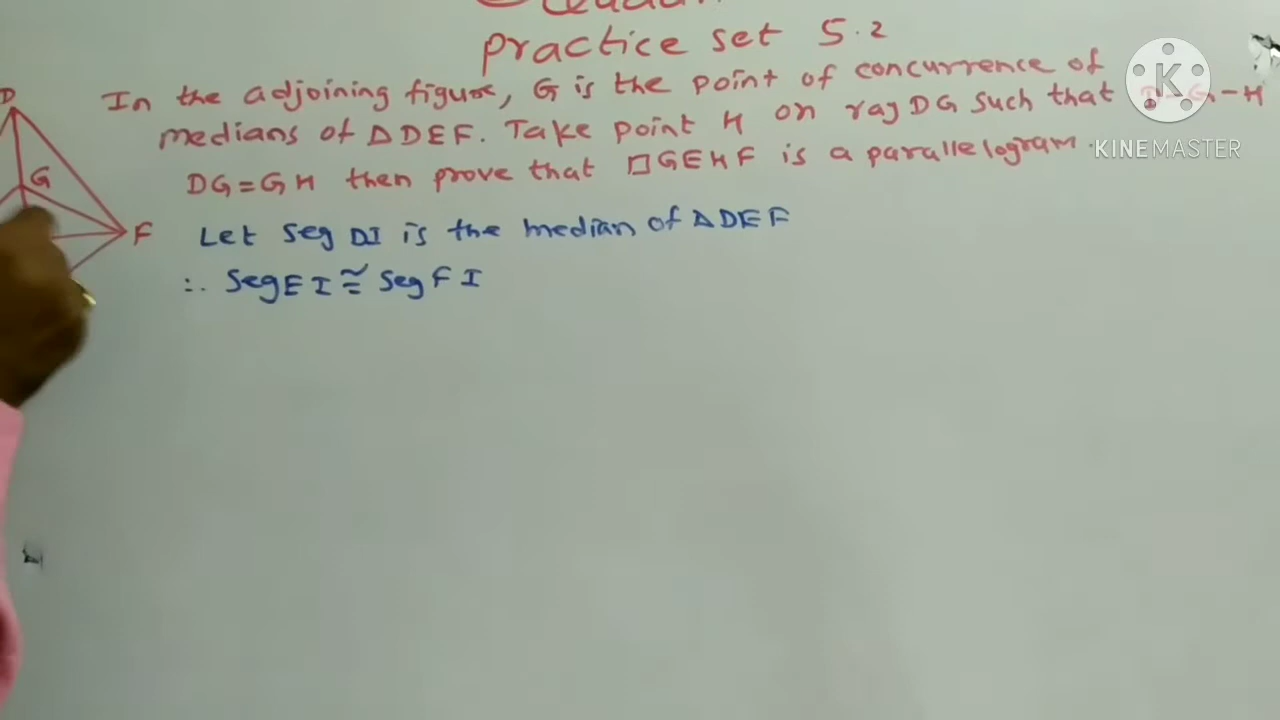 practice set 5.2
In the adjoining figure, G is the point of concurrence of
medians of ΔDEF. Take point H on ray DG such that D-G-H
DG=GH then prove that □GEHF is a parallelogram.
D
G
F
Let seg DI is the median of ΔDEF
∴ seg EI ≅ seg FI
K
KINEMASTER